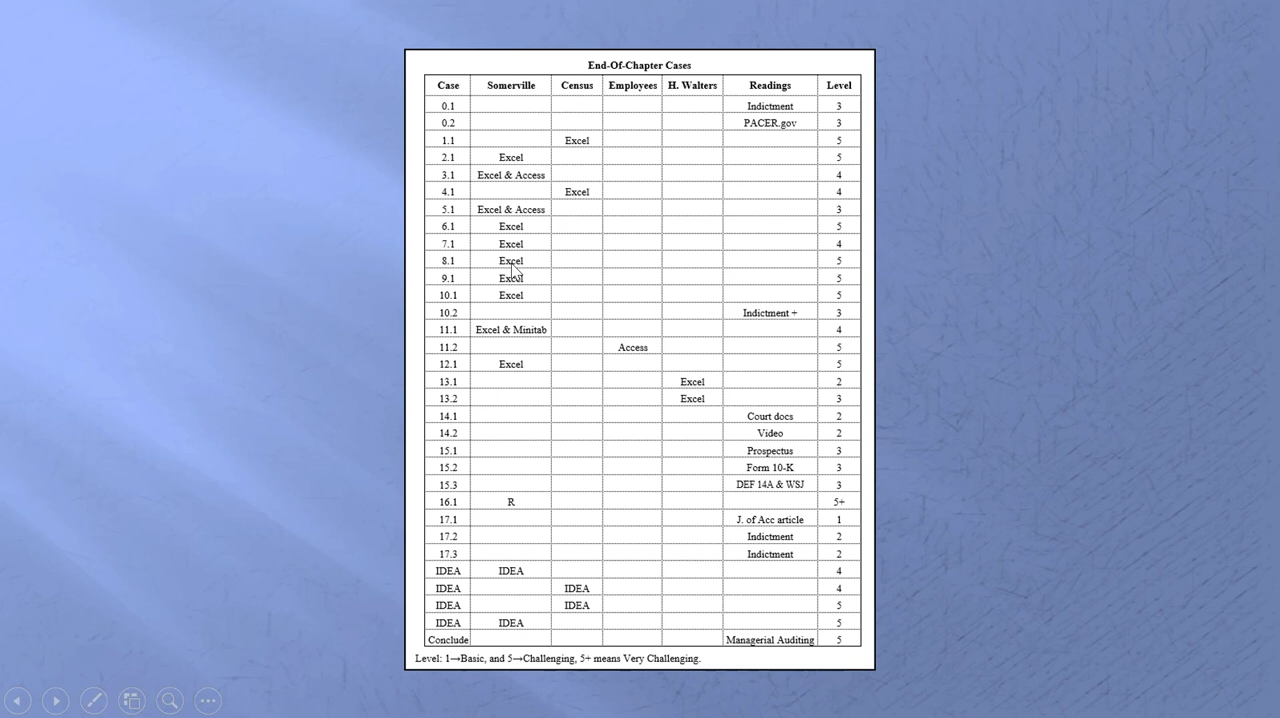 End-Of-Chapter Cases
Case Somerville Census Employees H. Walters Readings Level
0.1 Indictment 3
0.2 PACER.gov 3
1.1 Excel 5
2.1 Excel 5
3.1 Excel & Access 4
4.1 Excel 4
5.1 Excel & Access 3
6.1 Excel 5
7.1 Excel 4
8.1 Excel 5
9.1 Excel 5
10.1 Excel 5
10.2 Indictment + 3
11.1 Excel & Minitab 4
11.2 Access 5
12.1 Excel 5
13.1 Excel 2
13.2 Excel 3
14.1 Court docs 2
14.2 Video 2
15.1 Prospectus 3
15.2 Form 10-K 3
15.3 DEF 14A & WSJ 3
16.1 R 5+
17.1 J. of Acc article 1
17.2 Indictment 2
17.3 Indictment 2
IDEA IDEA 4
IDEA IDEA 4
IDEA IDEA 5
IDEA IDEA 5
Conclude Managerial Auditing 5
Level: 1→Basic, and 5→Challenging, 5+ means Very Challenging.